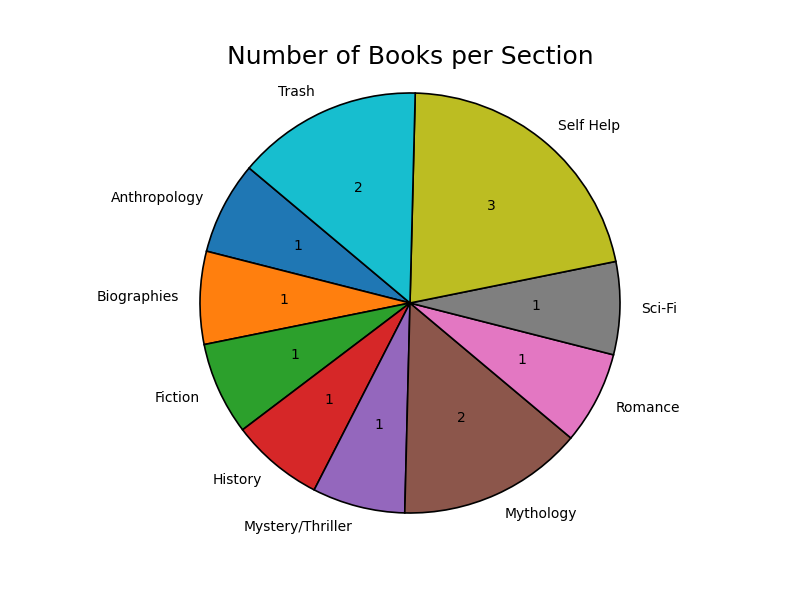 Number of Books per Section
Trash
Self Help
2
3
Anthropology
1
Biographies
1
1
Sci-Fi
1
1
Fiction
1
Romance
2
1
History
Mythology
Mystery/Thriller